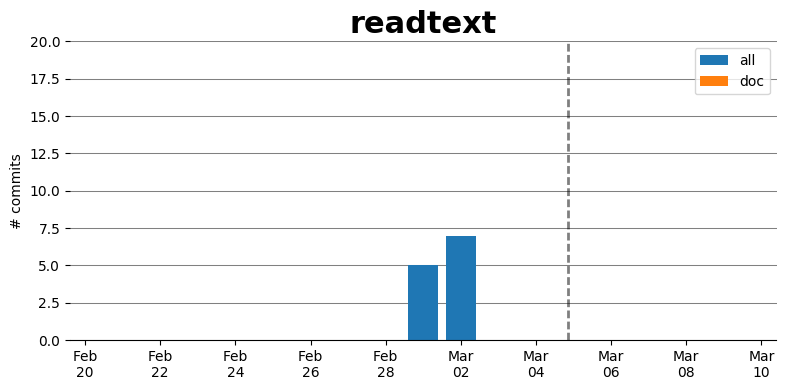 readtext
20.0
17.5
15.0
12.5
10.0
7.5
5.0
2.5
0.0
# commits
all
doc
Feb 20
Feb 22
Feb 24
Feb 26
Feb 28
Mar 02
Mar 04
Mar 06
Mar 08
Mar 10